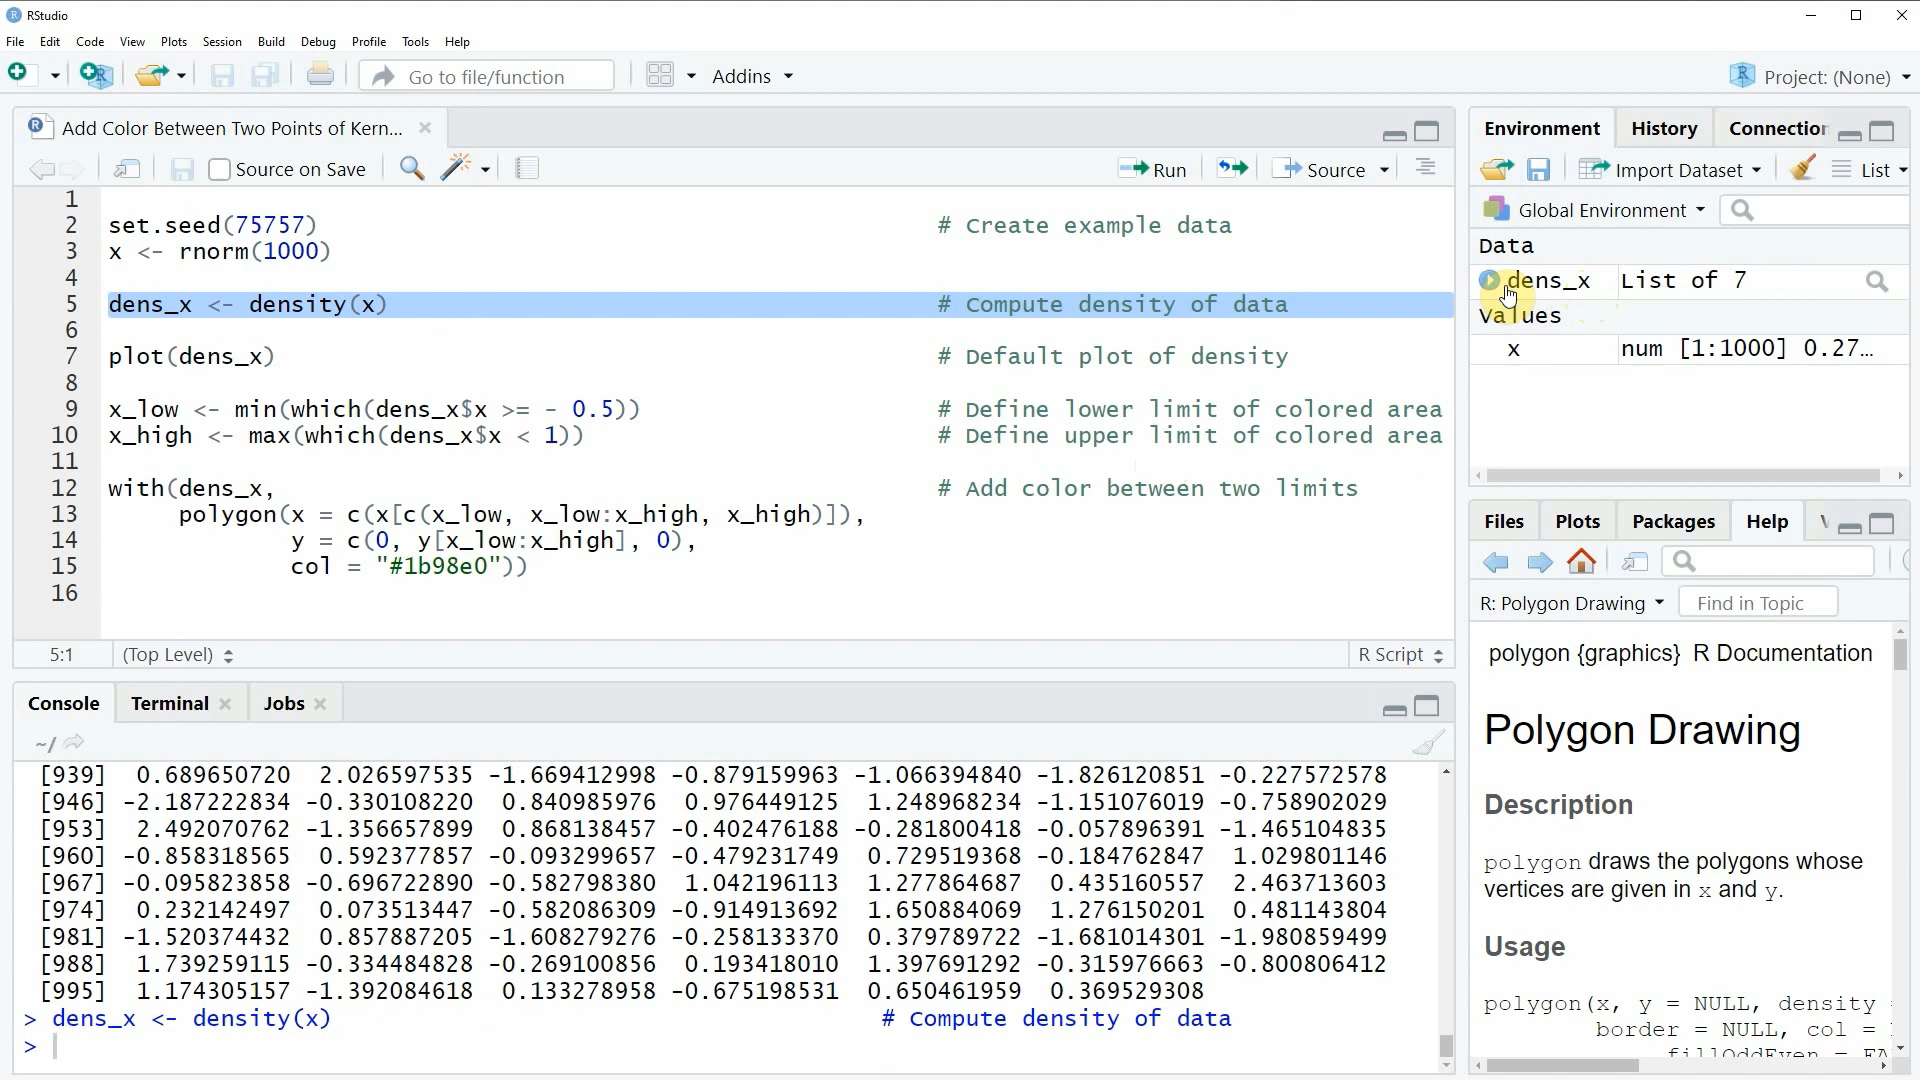 RStudio
File Edit Code View Plots Session Build Debug Profile Tools Help
Go to file/function Addins Project: (None)
Add Color Between Two Points of Kern...
Source on Save Run Source
1
2 set.seed(75757) # Create example data
3 x <- rnorm(1000)
4
5 dens_x <- density(x) # Compute density of data
6
7 plot(dens_x) # Default plot of density
8
9 x_low <- min(which(dens_x$x >= - 0.5)) # Define lower limit of colored area
10 x_high <- max(which(dens_x$x < 1)) # Define upper limit of colored area
11
12 with(dens_x, # Add color between two limits
13 polygon(x = c(x[c(x_low, x_low:x_high, x_high)]),
14 y = c(0, y[x_low:x_high], 0),
15 col = "#1b98e0"))
16
5:1 (Top Level) R Script
Console Terminal Jobs
~/
[939] 0.689650720 2.026597535 -1.669412998 -0.879159963 -1.066394840 -1.826120851 -0.227572578
[946] -2.187222834 -0.330108220 0.840985976 0.976449125 1.248968234 -1.151076019 -0.758902029
[953] 2.492070762 -1.356657899 0.868138457 -0.402476188 -0.281800418 -0.057896391 -1.465104835
[960] -0.858318565 0.592377857 -0.093299657 -0.479231749 0.729519368 -0.184762847 1.029801146
[967] -0.095823858 -0.696722890 -0.582798380 1.042196113 1.277864687 0.435160557 2.463713603
[974] 0.232142497 0.073513447 -0.582086309 -0.914913692 1.650884069 1.276150201 0.481143804
[981] -1.520374432 0.857887205 -1.608279276 -0.258133370 0.379789722 -1.681014301 -1.980859499
[988] 1.739259115 -0.334484828 -0.269100856 0.193418010 1.397691292 -0.315976663 -0.800806412
[995] 1.174305157 -1.392084618 0.133278958 -0.675198531 0.650461959 0.369529308
> dens_x <- density(x) # Compute density of data
>
Environment History Connection
Import Dataset List
Global Environment
Data
dens_x List of 7
Values
x num [1:1000] 0.27...
Files Plots Packages Help
R: Polygon Drawing Find in Topic
polygon {graphics} R Documentation
Polygon Drawing
Description
polygon draws the polygons whose
vertices are given in x and y.
Usage
polygon(x, y = NULL, density
border = NULL, col =
fillOddEven =